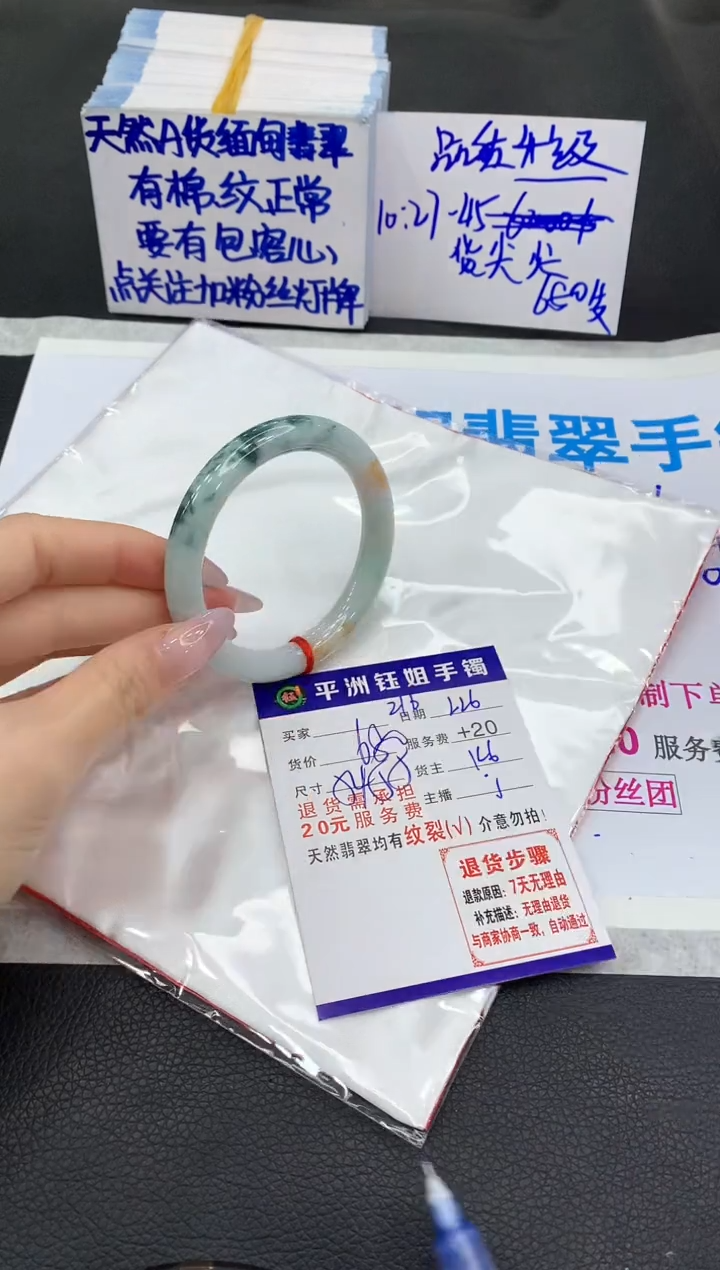 天然A货缅甸翡翠
有棉纹正常
要有包磨心、
点关注加粉丝灯牌
品质升级
10:27-45
货尖尖
翡翠手
制下单
0 服务费
粉丝团
平洲钰姐手镯
买家
日期 126
货价
服务费 +20
尺寸
货主
退货需承担
主播
20元服务费
天然翡翠均有纹裂(√)介意勿拍!
退货步骤
退款原因：7天无理由
补充描述：无理由退货
与商家协商一致，自动通过